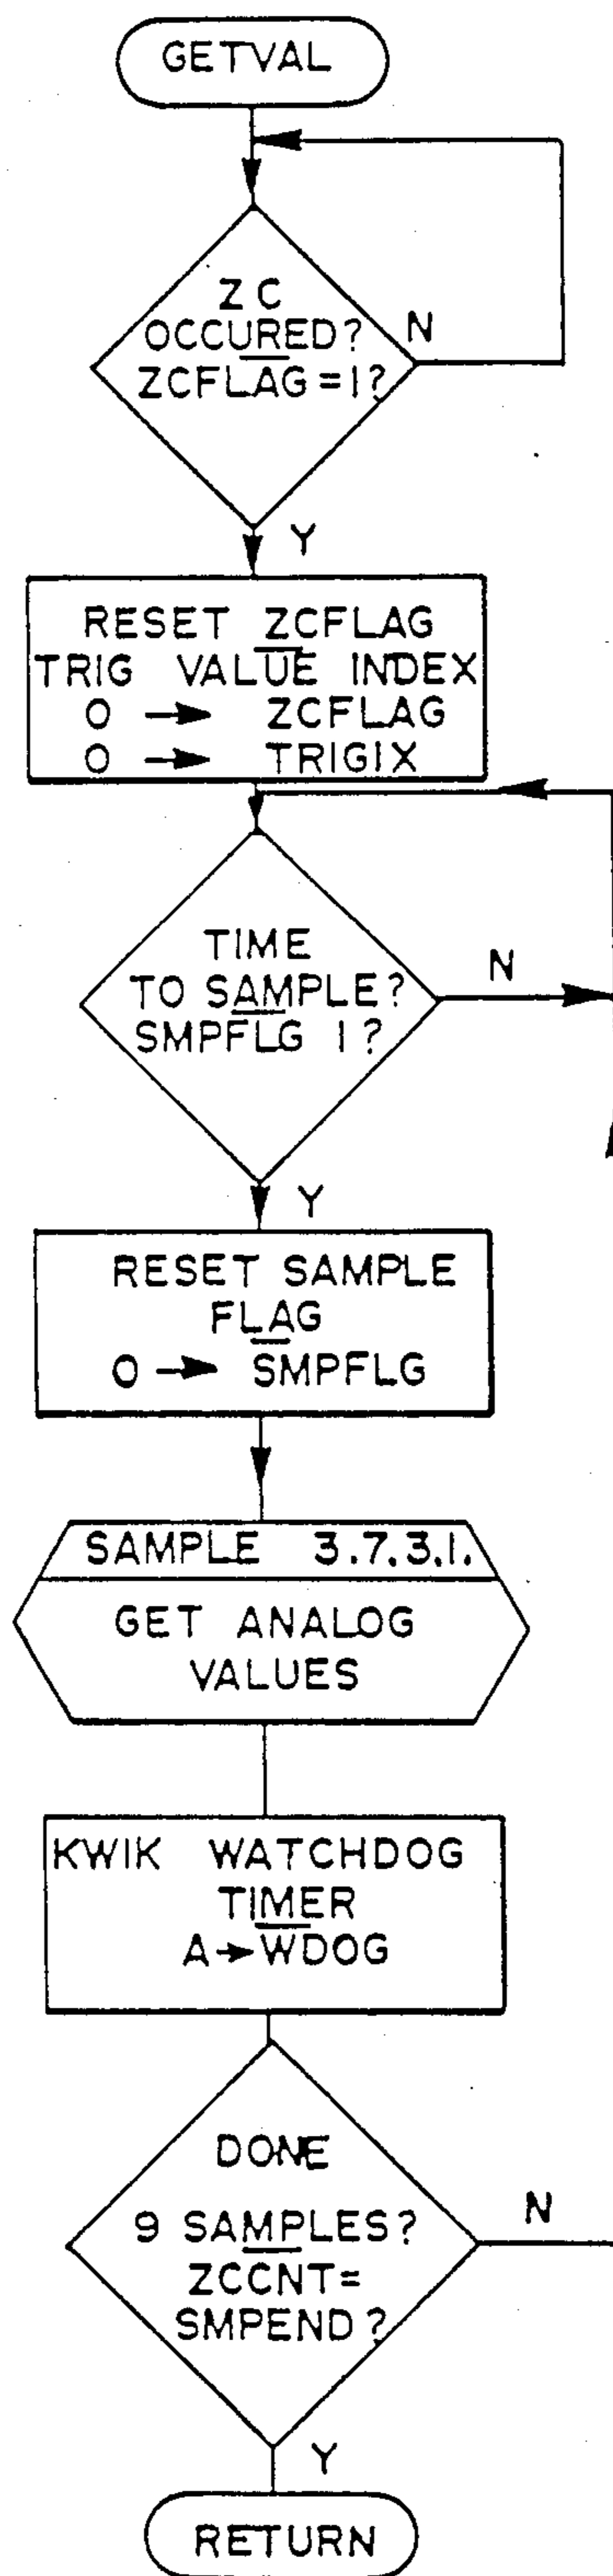 GETVAL
ZC
OCCURED? N
ZCFLAG=1?
Y
RESET ZCFLAG
TRIG VALUE INDEX
0 → ZCFLAG
0 → TRIGIX
TIME
TO SAMPLE? N
SMPFLG 1?
Y
RESET SAMPLE
FLAG
0 → SMPFLG
SAMPLE 3.7.3.1.
GET ANALOG
VALUES
KWIK WATCHDOG
TIMER
A→WDOG
DONE
9 SAMPLES? N
ZCCNT=
SMPEND?
Y
RETURN